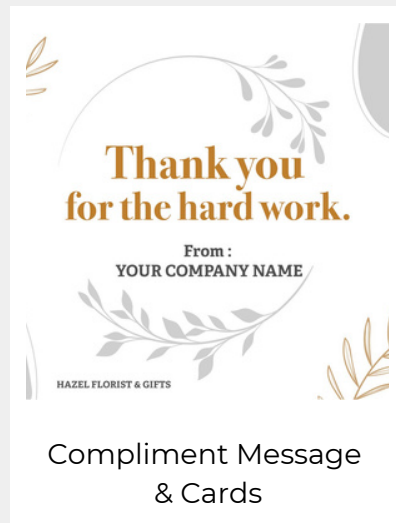 Thank you
for the hard work.
From :
YOUR COMPANY NAME
HAZEL FLORIST & GIFTS
Compliment Message
& Cards